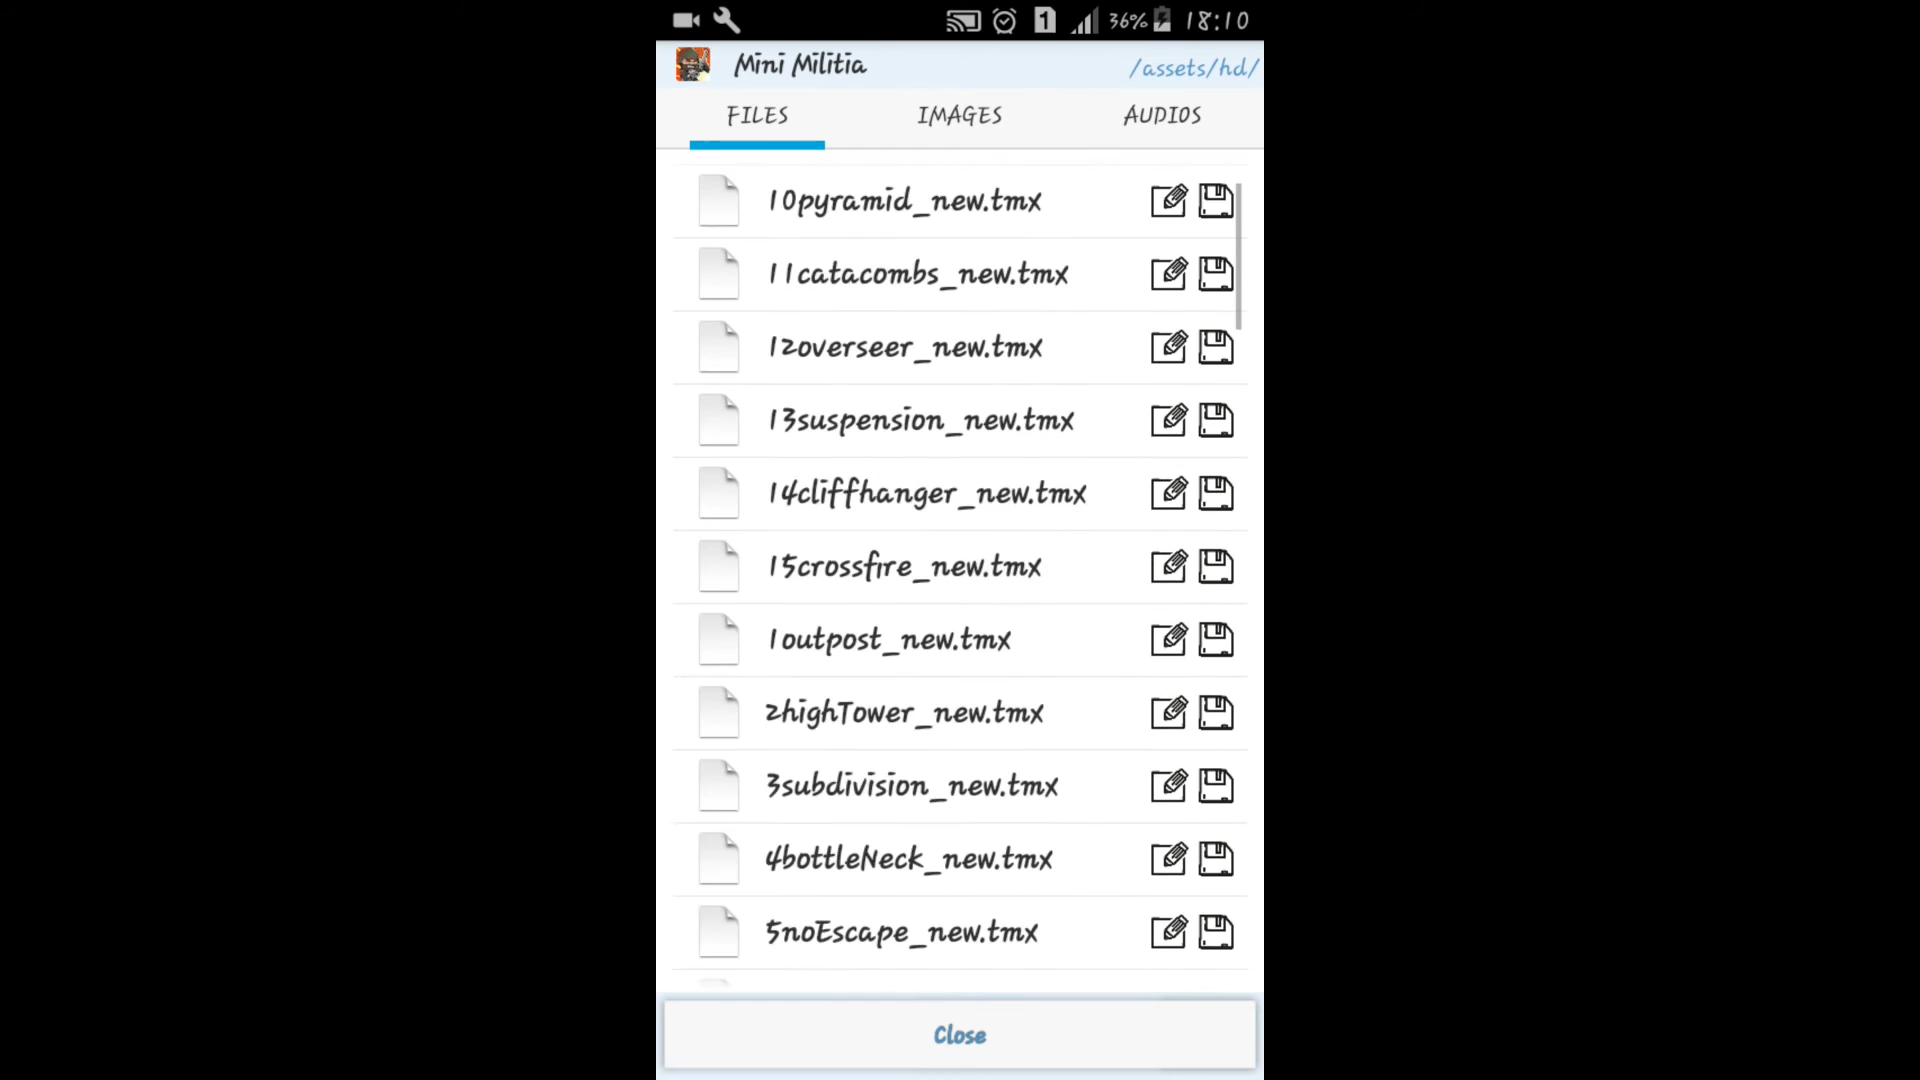 1 36% 18:10
Mini Militia /assets/hd/
FILES IMAGES AUDIOS
10pyramid_new.tmx
11catacombs_new.tmx
12overseer_new.tmx
13suspension_new.tmx
14cliffhanger_new.tmx
15crossfire_new.tmx
1outpost_new.tmx
2highTower_new.tmx
3subdivision_new.tmx
4bottleNeck_new.tmx
5noEscape_new.tmx
Close